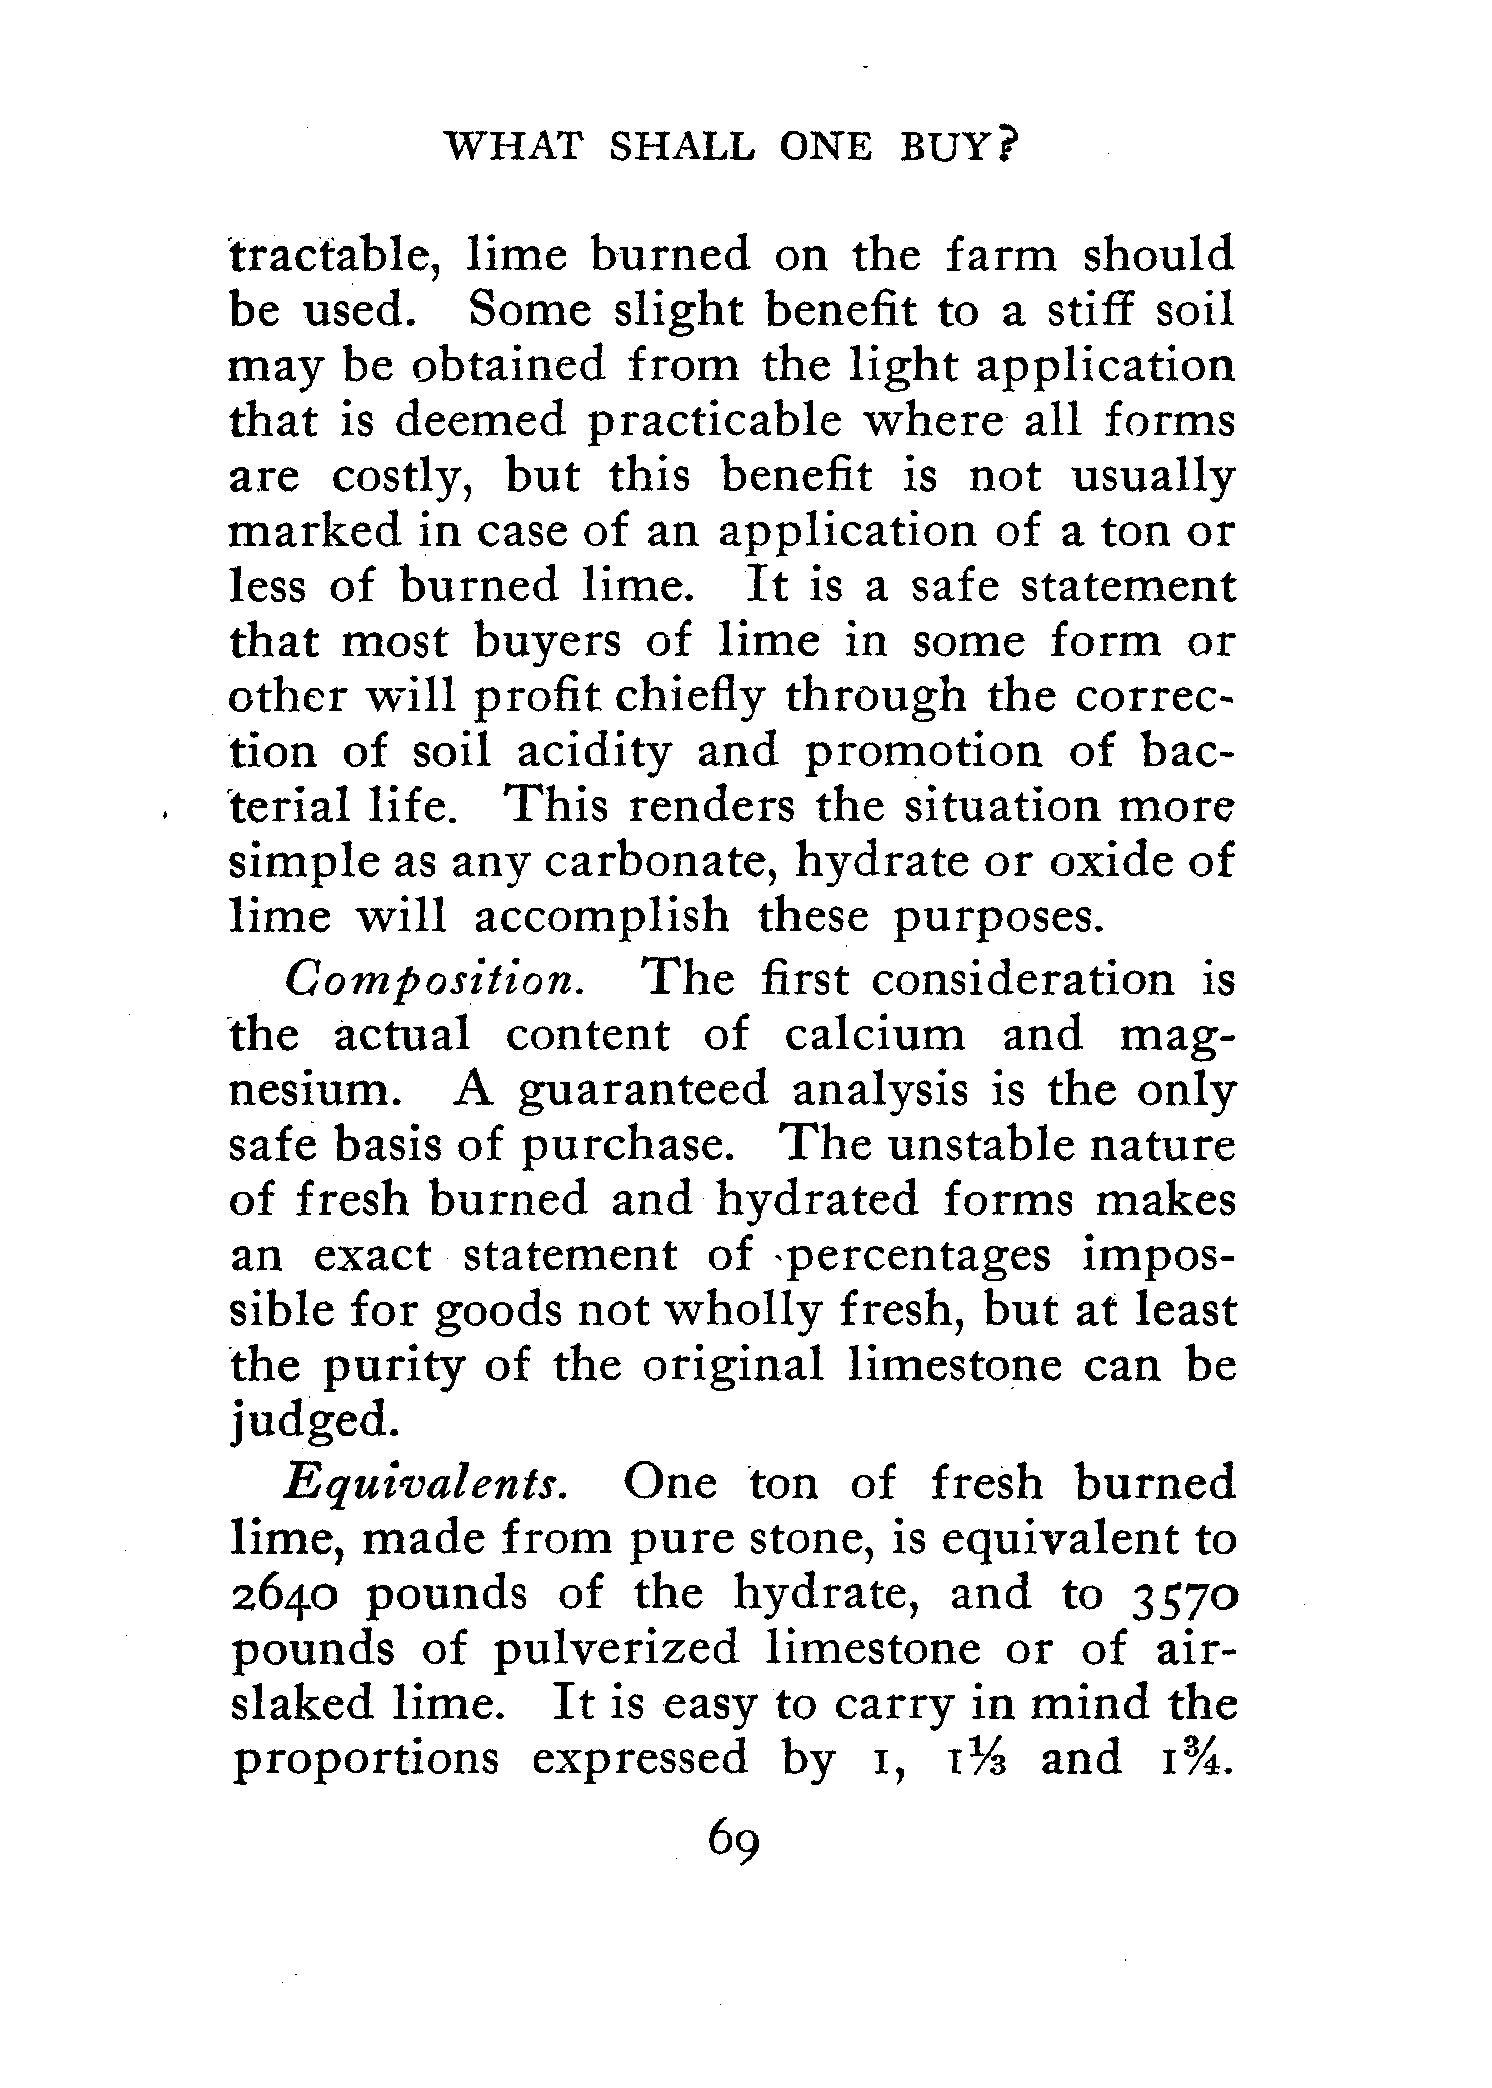 WHAT SHALL ONE BUY?
tractable, lime burned on the farm should
be used. Some slight benefit to a stiff soil
may be obtained from the light application
that is deemed practicable where all forms
are costly, but this benefit is not usually
marked in case of an application of a ton or
less of burned lime. It is a safe statement
that most buyers of lime in some form or
other will profit chiefly through the correc-
tion of soil acidity and promotion of bac-
terial life. This renders the situation more
simple as any carbonate, hydrate or oxide of
lime will accomplish these purposes.
Composition. The first consideration is
the actual content of calcium and mag-
nesium. A guaranteed analysis is the only
safe basis of purchase. The unstable nature
of fresh burned and hydrated forms makes
an exact statement of percentages impos-
sible for goods not wholly fresh, but at least
the purity of the original limestone can be
judged.
Equivalents. One ton of fresh burned
lime, made from pure stone, is equivalent to
2640 pounds of the hydrate, and to 3570
pounds of pulverized limestone or of air-
slaked lime. It is easy to carry in mind the
proportions expressed by 1, 1⅓ and 1¾.
69